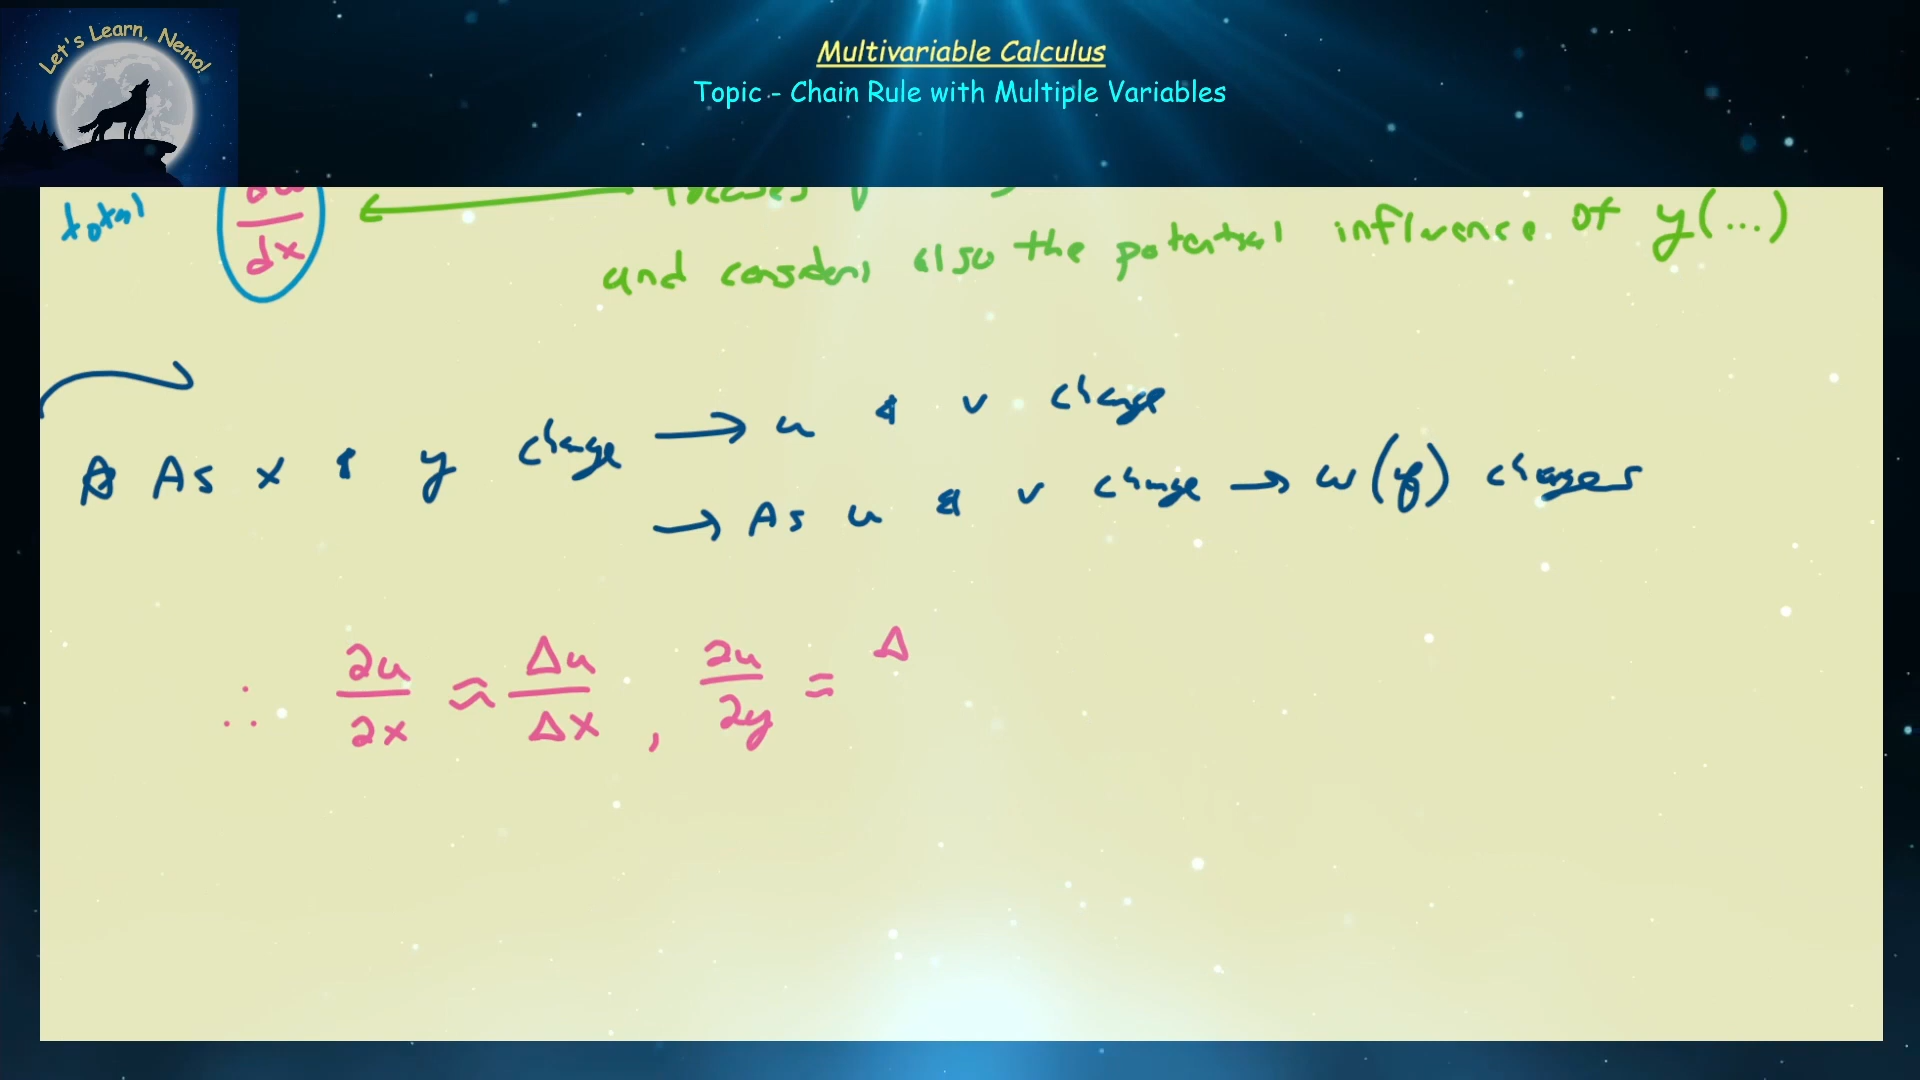 Let's Learn, Nemo!
Multivariable Calculus
Topic - Chain Rule with Multiple Variables
total
dx
and considers also the potential influence of y(...)
As x & y change → u & v change
→ As u & v change → w(f) changes
∴ ∂u/∂x ≈ Δu/Δx , ∂u/∂y ≈ Δ